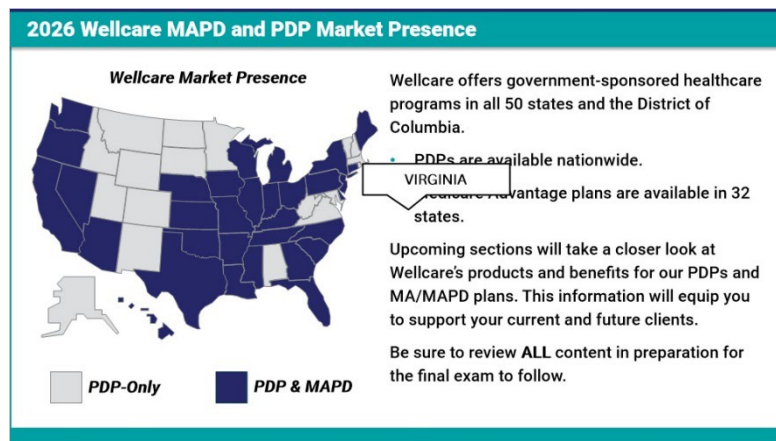 2026 Wellcare MAPD and PDP Market Presence
Wellcare Market Presence
PDP-Only
PDP & MAPD
Wellcare offers government-sponsored healthcare
programs in all 50 states and the District of
Columbia.
• PDPs are available nationwide.
VIRGINIA
Advantage plans are available in 32
states.
Upcoming sections will take a closer look at
Wellcare’s products and benefits for our PDPs and
MA/MAPD plans. This information will equip you
to support your current and future clients.
Be sure to review ALL content in preparation for
the final exam to follow.